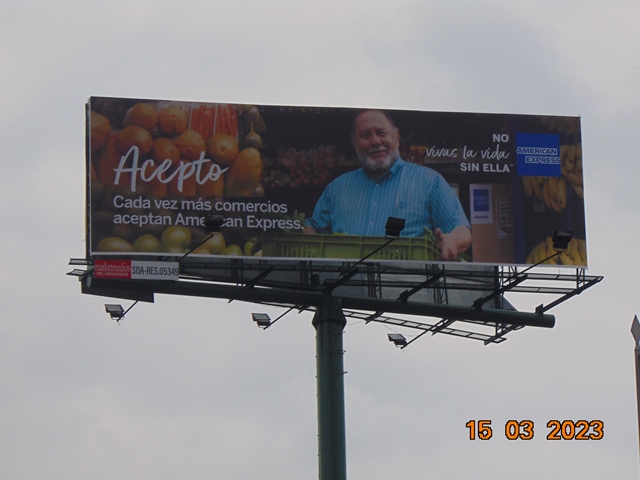 Acepto
Cada vez más comercios
aceptan American Express.
NO
vivas la vida
SIN ELLA
AMERICAN
EXPRESS
SDA-RES.05349
15 03 2023